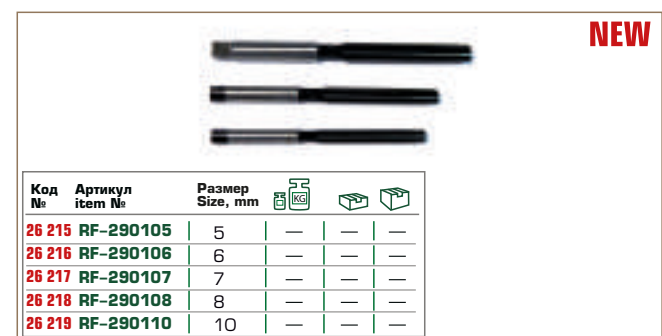 NEW
Код Артикул Размер
№ item № Size, mm KG
26 215 RF-290105 5 — — —
26 216 RF-290106 6 — — —
26 217 RF-290107 7 — — —
26 218 RF-290108 8 — — —
26 219 RF-290110 10 — — —